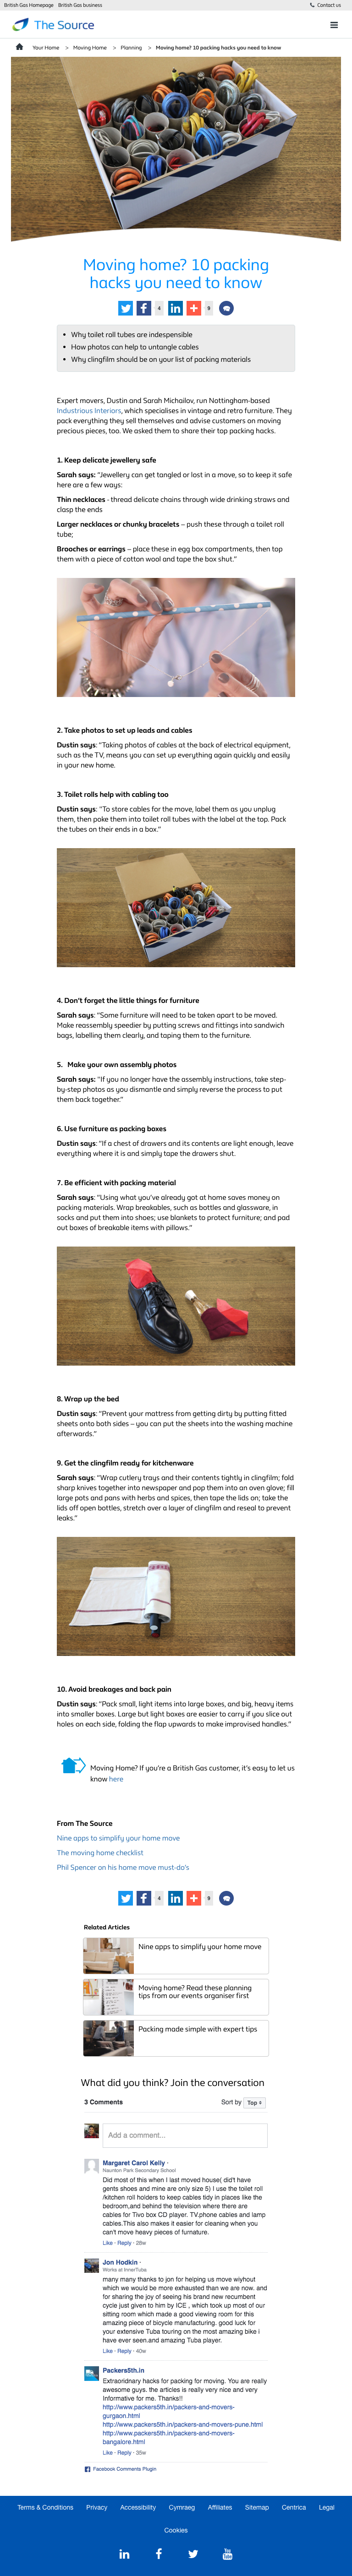 British Gas Homepage British Gas business Contact us
The Source
Your Home > Moving Home > Planning > Moving home? 10 packing hacks you need to know
Moving home? 10 packing
hacks you need to know
4 9
Why toilet roll tubes are indespensible
How photos can help to untangle cables
Why clingfilm should be on your list of packing materials
Expert movers, Dustin and Sarah Michailov, run Nottingham-based
Industrious Interiors, which specialises in vintage and retro furniture. They
pack everything they sell themselves and advise customers on moving
precious pieces, too. We asked them to share their top packing hacks.
1. Keep delicate jewellery safe
Sarah says: "Jewellery can get tangled or lost in a move, so to keep it safe
here are a few ways:
Thin necklaces - thread delicate chains through wide drinking straws and
clasp the ends
Larger necklaces or chunky bracelets – push these through a toilet roll
tube;
Brooches or earrings – place these in egg box compartments, then top
them with a piece of cotton wool and tape the box shut."
2. Take photos to set up leads and cables
Dustin says: "Taking photos of cables at the back of electrical equipment,
such as the TV, means you can set up everything again quickly and easily
in your new home.
3. Toilet rolls help with cabling too
Dustin says: "To store cables for the move, label them as you unplug
them, then poke them into toilet rolls tubes with the label at the top. Pack
the tubes on their ends in a box."
4. Don't forget the little things for furniture
Sarah says: "Some furniture will need to be taken apart to be moved.
Make reassembly speedier by putting screws and fittings into sandwich
bags, labelling them clearly, and taping them to the furniture.
5. Make your own assembly photos
Sarah says: "If you no longer have the assembly instructions, take step-
by-step photos as you dismantle and simply reverse the process to put
them back together."
6. Use furniture as packing boxes
Dustin says: "If a chest of drawers and its contents are light enough, leave
everything where it is and simply tape the drawers shut.
7. Be efficient with packing material
Sarah says: "Using what you've already got at home saves money on
packing materials. Wrap breakables, such as bottles and glassware, in
socks and put them into shoes; use blankets to protect furniture; and pad
out boxes of breakable items with pillows."
8. Wrap up the bed
Dustin says: "Prevent your mattress from getting dirty by putting fitted
sheets onto both sides – you can put the sheets into the washing machine
afterwards."
9. Get the clingfilm ready for kitchenware
Sarah says: "Wrap cutlery trays and their contents tightly in clingfilm; fold
sharp knives together into newspaper and pop them into an oven glove; fill
large pots and pans with herbs and spices, then tape the lids on; take the
lids off open bottles, stretch over a layer of clingfilm and reseal to prevent
leaks."
10. Avoid breakages and back pain
Dustin says: "Pack small, light items into large boxes, and big, heavy items
into smaller boxes. Large but light boxes are easier to carry if you slice out
holes on each side, folding the flap upwards to make improvised handles."
Moving Home? If you're a British Gas customer, it's easy to let us
know here
From The Source
Nine apps to simplify your home move
The moving home checklist
Phil Spencer on his home move must-do's
4 9
Related Articles
Nine apps to simplify your home move
Moving home? Read these planning
tips from our events organiser first
Packing made simple with expert tips
What did you think? Join the conversation
3 Comments Sort by Top
Add a comment...
Margaret Carol Kelly ·
Naunton Park Secondary School
Did most of this when I last moved house( didn't have
gents shoes and mine are only size 5) I use the toilet roll
/kitchen roll holders to keep cables tidy in places like the
bedroom,and behind the television where there are
cables for Tivo box CD player. TV.phone cables and lamp
cables.This also makes it easier for cleaning when you
can't move heavy pieces of furnature.
Like · Reply · 28w
Jon Hodkin ·
Works at InnerTuba
many many thanks to jon for helping us move wiyhout
which we would be more exhausted than we are now. and
for sharing the joy of seeing his brand new recumbent
cycle just given to him by ICE , which took up most of our
sitting room which made a good viewing room for this
amazing piece of bicycle manufacturing. good luck for
your extensive Tuba touring on the most amazing bike i
have ever seen.and amazing Tuba player.
Like · Reply · 40w
Packers5th.in
Extraordinary hacks for packing for moving. You are really
awesome guys. the articles is really very nice and very
Informative for me. Thanks!!
http://www.packers5th.in/packers-and-movers-
gurgaon.html
http://www.packers5th.in/packers-and-movers-pune.html
http://www.packers5th.in/packers-and-movers-
bangalore.html
Like · Reply · 38w
Facebook Comments Plugin
Terms & Conditions Privacy Accessibility Cymraeg Affiliates Sitemap Centrica Legal
Cookies